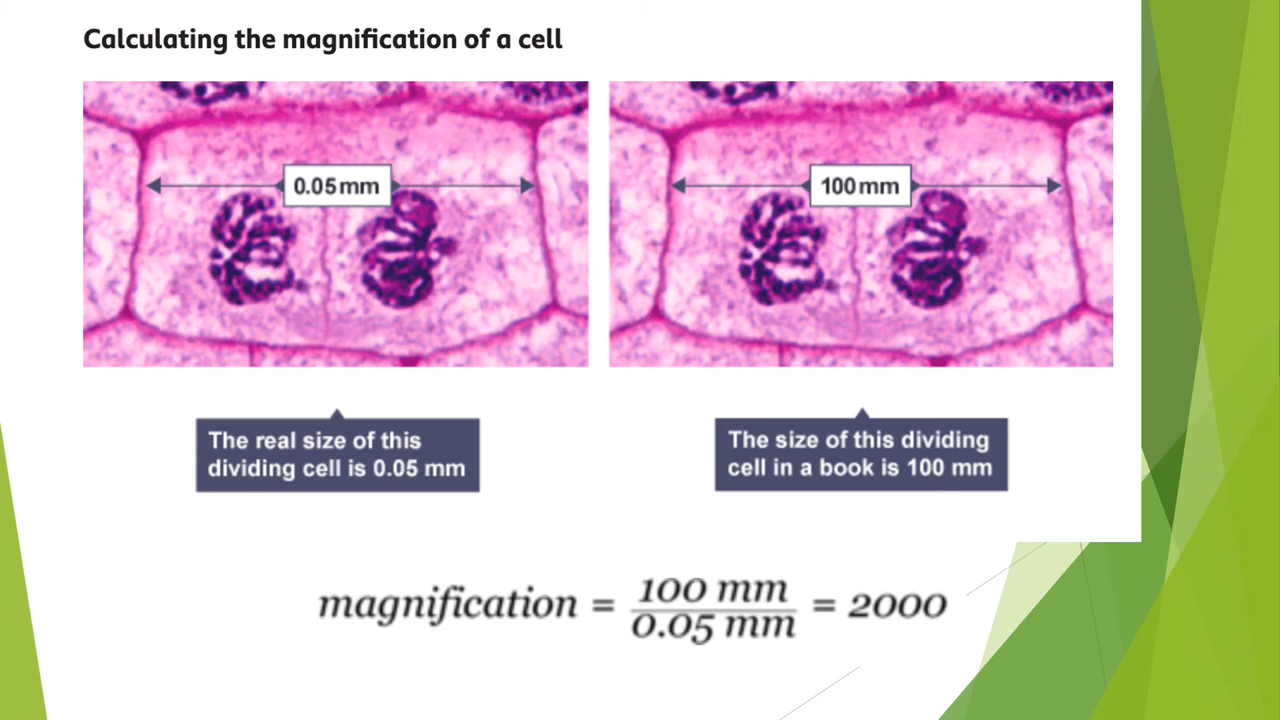 Calculating the magnification of a cell
0.05 mm
100 mm
The real size of this
dividing cell is 0.05 mm
The size of this dividing
cell in a book is 100 mm
magnification = 100 mm / 0.05 mm = 2000